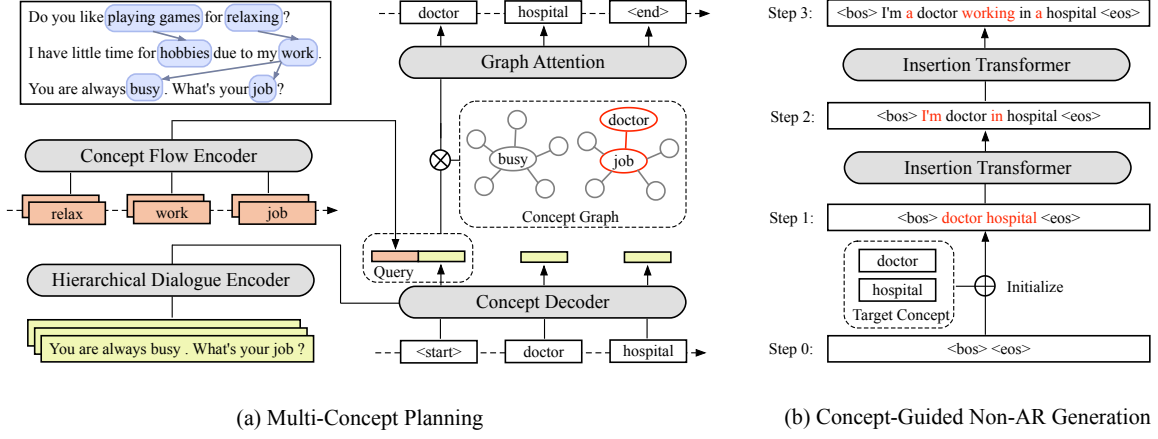 Do you like playing games for relaxing ?
I have little time for hobbies due to my work .
You are always busy . What's your job ?
Concept Flow Encoder
relax
work
job
Hierarchical Dialogue Encoder
You are always busy . What's your job ?
doctor
hospital
<end>
Graph Attention
busy
doctor
job
Concept Graph
Query
Concept Decoder
<start>
doctor
hospital
(a) Multi-Concept Planning
Step 3:
<bos> I'm a doctor working in a hospital <eos>
Insertion Transformer
Step 2:
<bos> I'm doctor in hospital <eos>
Insertion Transformer
Step 1:
<bos> doctor hospital <eos>
doctor
hospital
Target Concept
Initialize
Step 0:
<bos> <eos>
(b) Concept-Guided Non-AR Generation